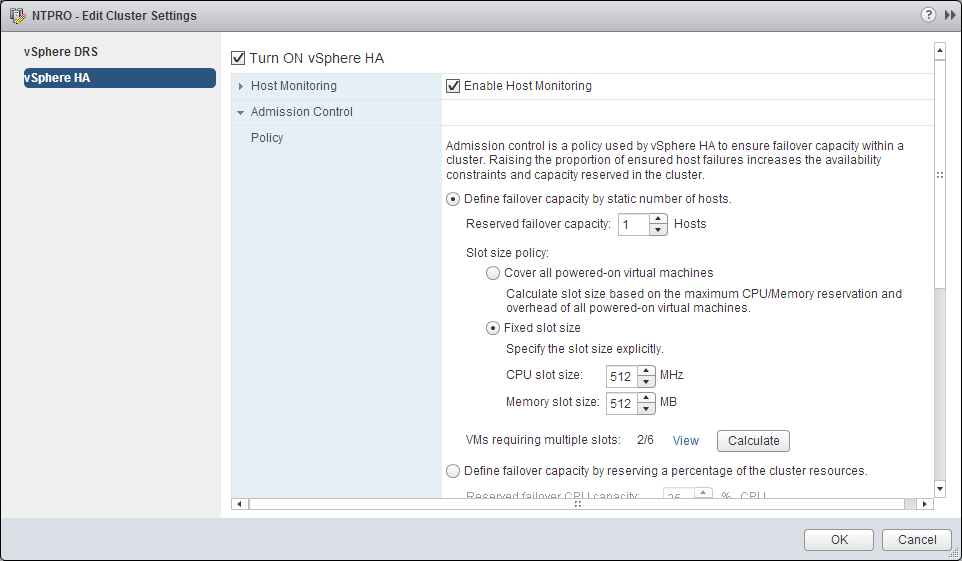 NTPRO - Edit Cluster Settings
?
vSphere DRS
vSphere HA
Turn ON vSphere HA
Host Monitoring
Enable Host Monitoring
Admission Control
Policy
Admission control is a policy used by vSphere HA to ensure failover capacity within a
cluster. Raising the proportion of ensured host failures increases the availability
constraints and capacity reserved in the cluster.
Define failover capacity by static number of hosts.
Reserved failover capacity: 1 Hosts
Slot size policy:
Cover all powered-on virtual machines
Calculate slot size based on the maximum CPU/Memory reservation and
overhead of all powered-on virtual machines.
Fixed slot size
Specify the slot size explicitly.
CPU slot size: 512 MHz
Memory slot size: 512 MB
VMs requiring multiple slots: 2/6 View Calculate
Define failover capacity by reserving a percentage of the cluster resources.
Reserved failover CPU capacity: 25 % CPU
OK Cancel